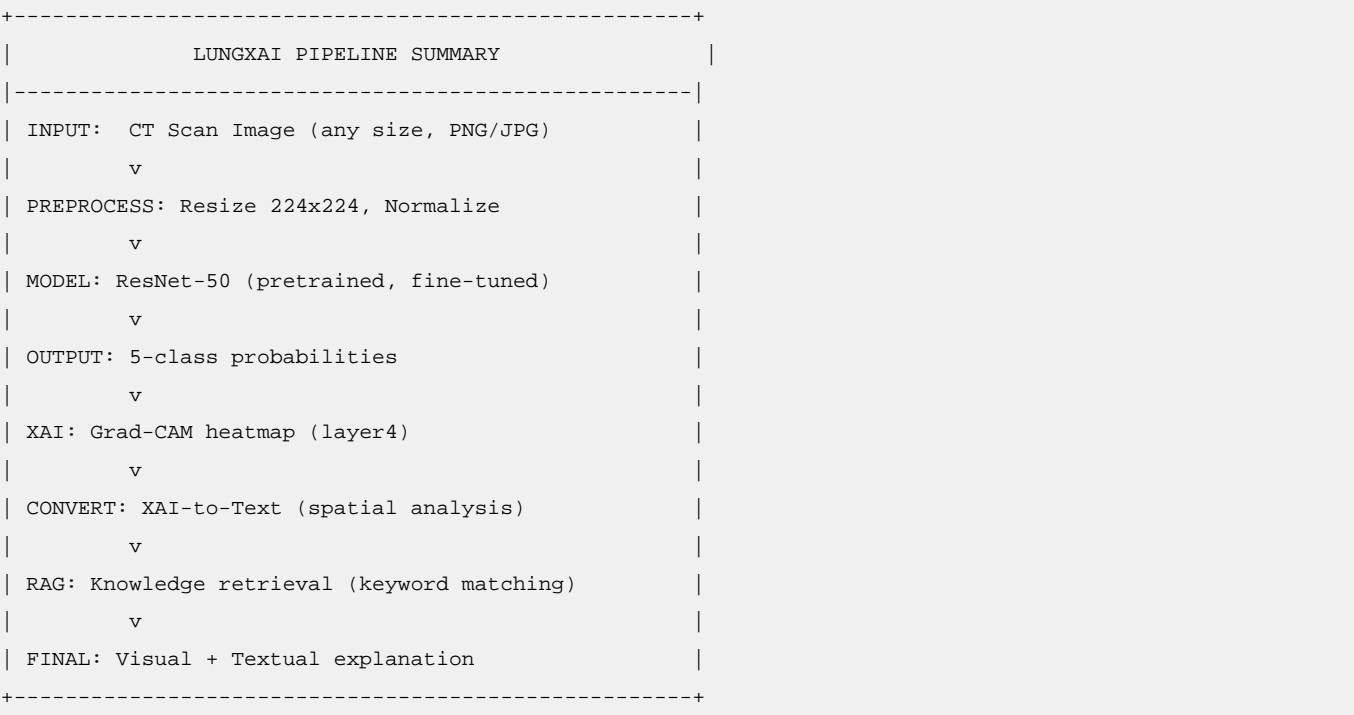 +-----------------------------------------------------+
|              LUNGXAI PIPELINE SUMMARY                |
|-----------------------------------------------------|
| INPUT:  CT Scan Image (any size, PNG/JPG)           |
|         v                                           |
| PREPROCESS: Resize 224x224, Normalize               |
|         v                                           |
| MODEL: ResNet-50 (pretrained, fine-tuned)           |
|         v                                           |
| OUTPUT: 5-class probabilities                       |
|         v                                           |
| XAI: Grad-CAM heatmap (layer4)                      |
|         v                                           |
| CONVERT: XAI-to-Text (spatial analysis)             |
|         v                                           |
| RAG: Knowledge retrieval (keyword matching)         |
|         v                                           |
| FINAL: Visual + Textual explanation                 |
+-----------------------------------------------------+